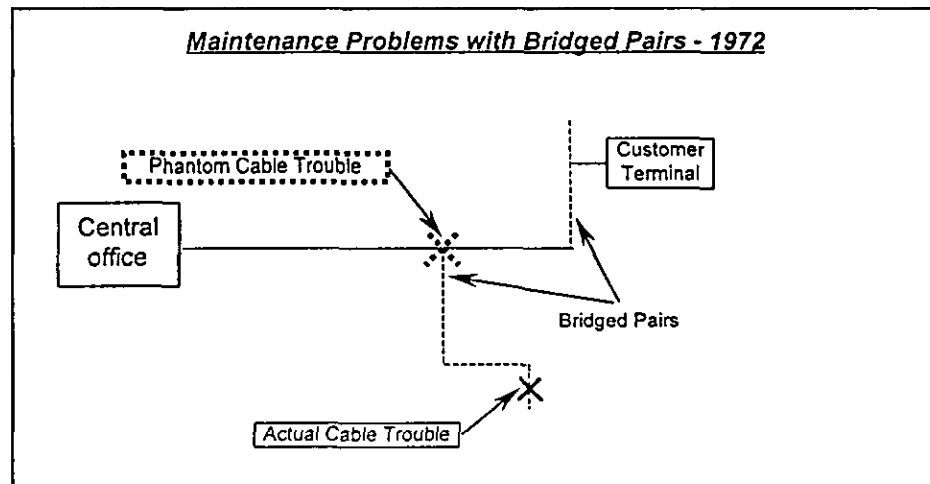 Maintenance Problems with Bridged Pairs - 1972
Phantom Cable Trouble
Customer
Terminal
Central
office
Bridged Pairs
Actual Cable Trouble